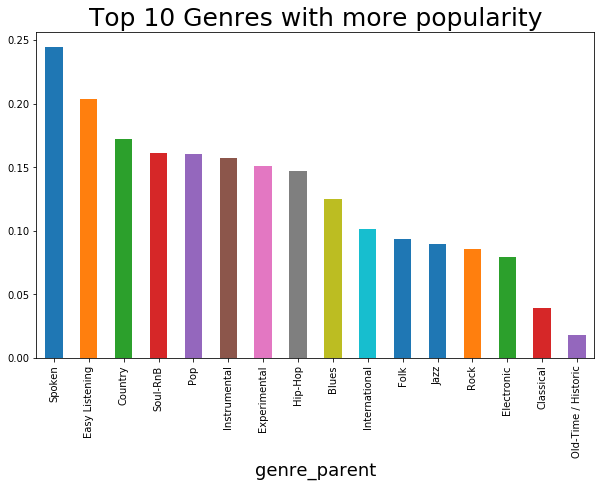 Top 10 Genres with more popularity
0.25
0.20
0.15
0.10
0.05
0.00
Spoken
Easy Listening
Country
Soul-RnB
Pop
Instrumental
Experimental
Hip-Hop
Blues
International
Folk
Jazz
Rock
Electronic
Classical
Old-Time / Historic
genre_parent